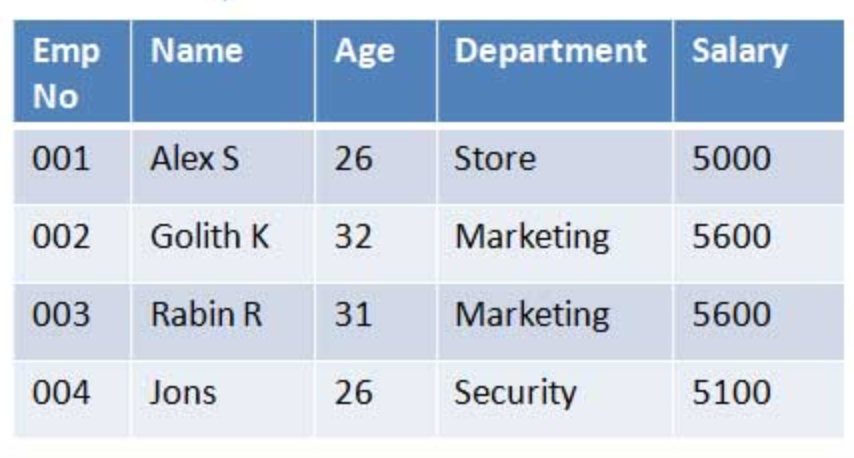 Emp No Name Age Department Salary
001 Alex S 26 Store 5000
002 Golith K 32 Marketing 5600
003 Rabin R 31 Marketing 5600
004 Jons 26 Security 5100